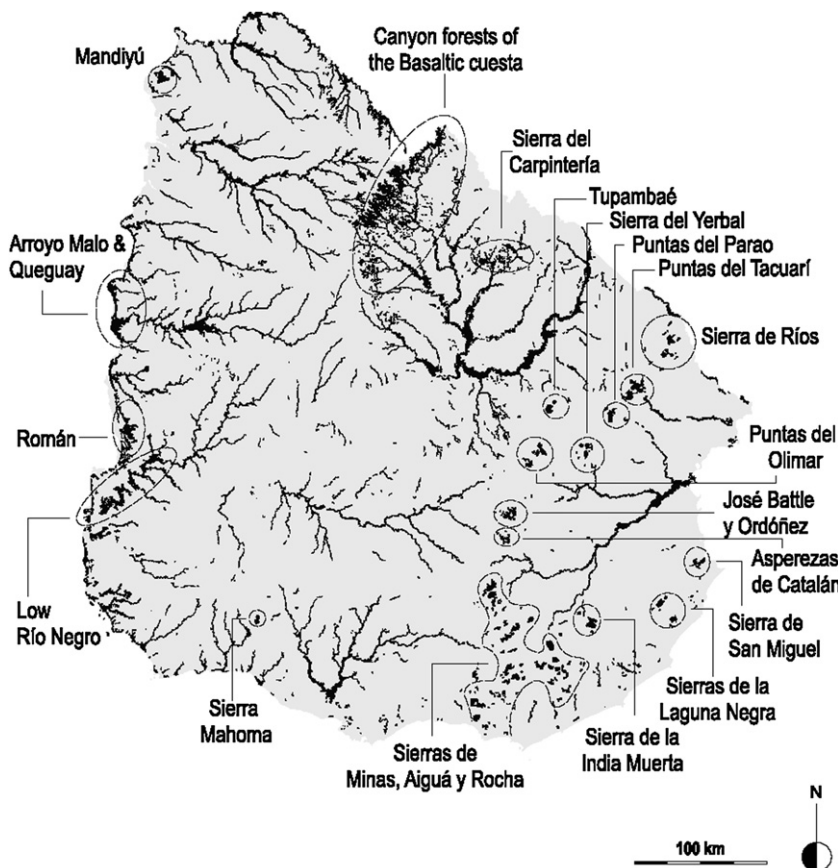 Mandiyú
Canyon forests of
the Basaltic cuesta
Sierra del
Carpintería
Tupambaé
Sierra del Yerbal
Puntas del Parao
Puntas del Tacuarí
Arroyo Malo &
Queguay
Sierra de Ríos
Román
Puntas del
Olimar
José Battle
y Ordóñez
Asperezas
de Catalán
Low
Río Negro
Sierra de
San Miguel
Sierra
Mahoma
Sierras de la
Laguna Negra
Sierras de
Minas, Aiguá y Rocha
Sierra de la
India Muerta
N
100 km